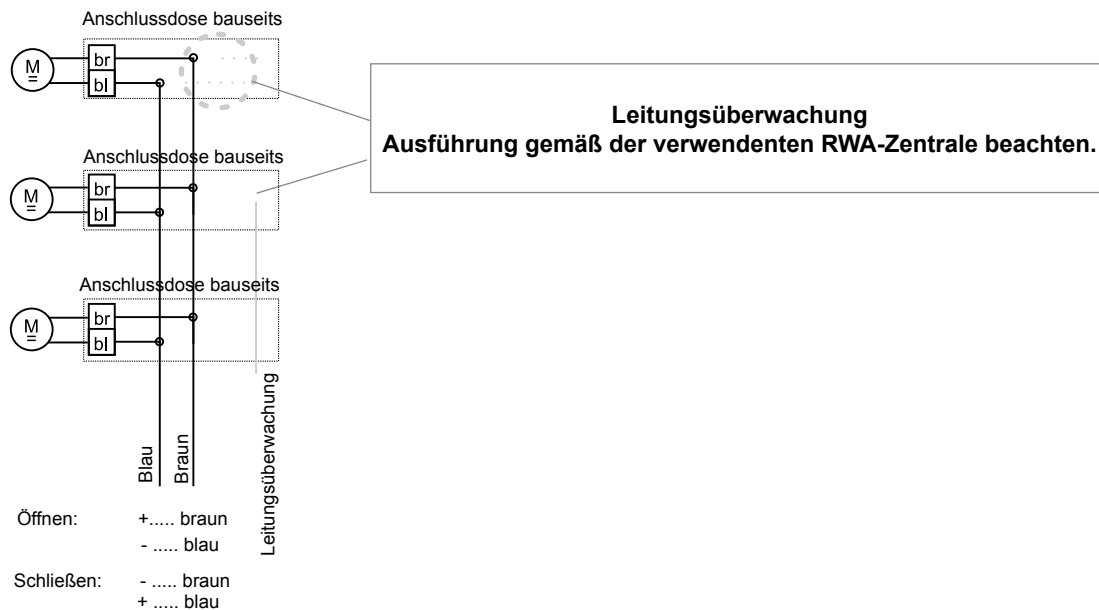 Anschlussdose bauseits
M
=
br
bl
Leitungsüberwachung
Ausführung gemäß der verwendenten RWA-Zentrale beachten.
Anschlussdose bauseits
M
=
br
bl
Anschlussdose bauseits
M
=
br
bl
Blau
Braun
Leitungsüberwachung
Öffnen: +..... braun
- ..... blau
Schließen: - ..... braun
+ ..... blau